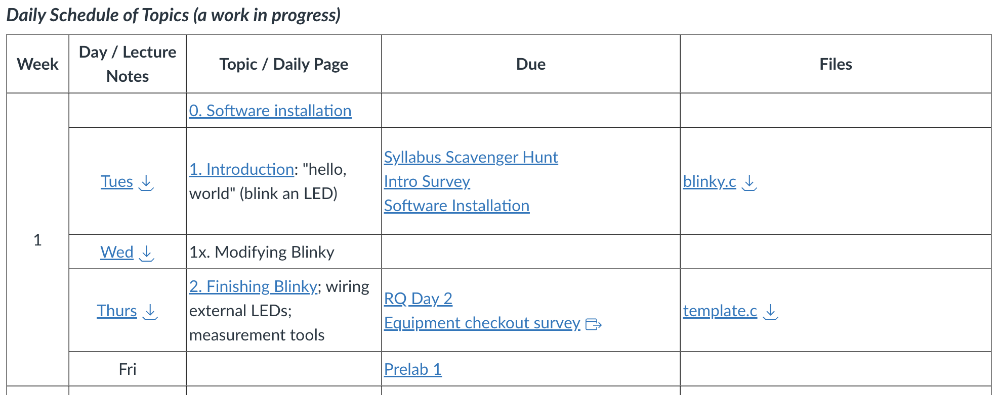 Daily Schedule of Topics (a work in progress)
Week
Day / Lecture
Notes
Topic / Daily Page
Due
Files
1
0. Software installation
Tues
1. Introduction: "hello,
world" (blink an LED)
Syllabus Scavenger Hunt
Intro Survey
Software Installation
blinky.c
Wed
1x. Modifying Blinky
Thurs
2. Finishing Blinky; wiring
external LEDs;
measurement tools
RQ Day 2
Equipment checkout survey
template.c
Fri
Prelab 1